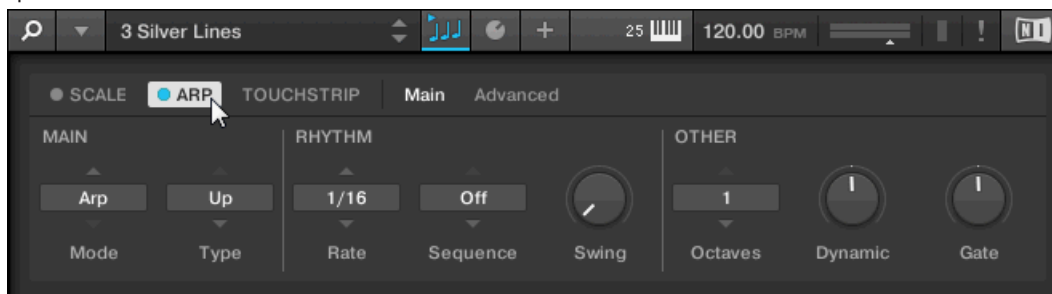 3 Silver Lines 25 120.00 BPM ! NI
SCALE ARP TOUCHSTRIP Main Advanced
MAIN RHYTHM OTHER
Arp Up 1/16 Off 1
Mode Type Rate Sequence Swing Octaves Dynamic Gate